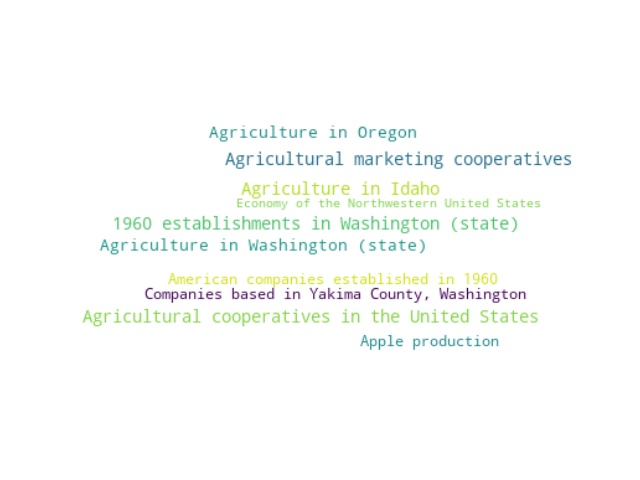 Agriculture in Oregon
Agricultural marketing cooperatives
Agriculture in Idaho
Economy of the Northwestern United States
1960 establishments in Washington (state)
Agriculture in Washington (state)
American companies established in 1960
Companies based in Yakima County, Washington
Agricultural cooperatives in the United States
Apple production